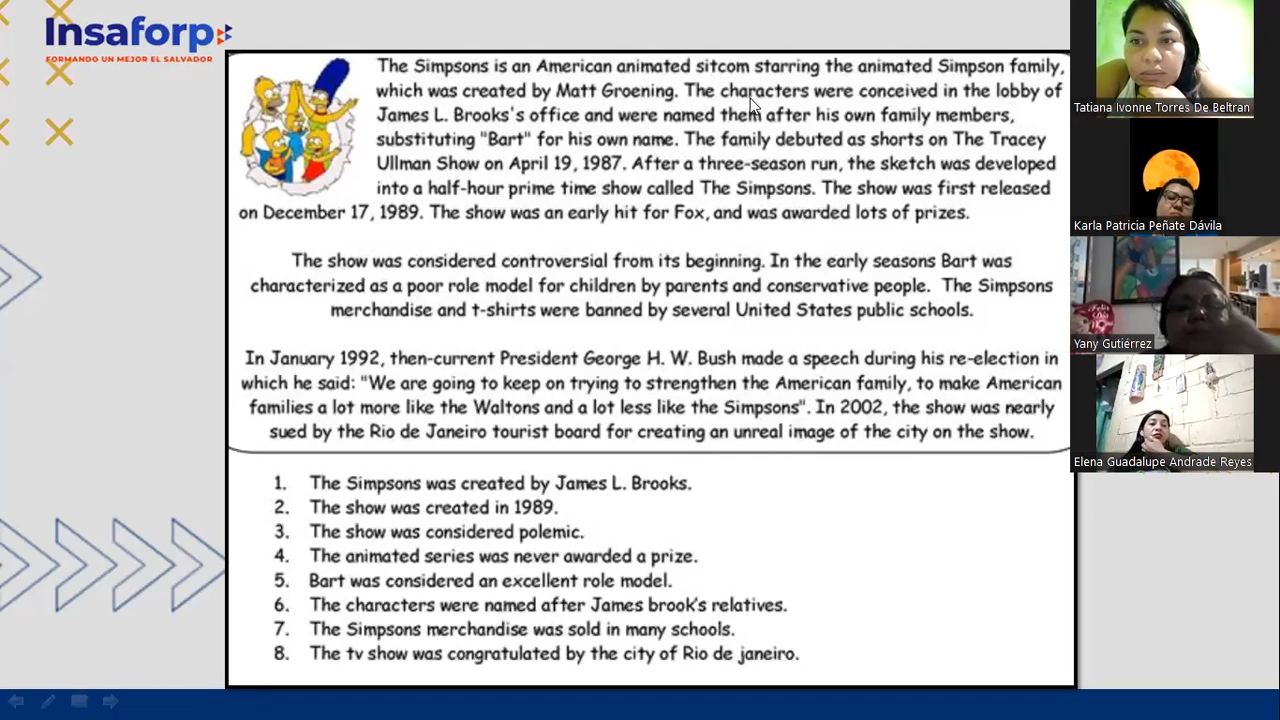 Insaforp
FORMANDO UN MEJOR EL SALVADOR
The Simpsons is an American animated sitcom starring the animated Simpson family,
which was created by Matt Groening. The characters were conceived in the lobby of
James L. Brooks's office and were named them after his own family members,
substituting "Bart" for his own name. The family debuted as shorts on The Tracey
Ullman Show on April 19, 1987. After a three-season run, the sketch was developed
into a half-hour prime time show called The Simpsons. The show was first released
on December 17, 1989. The show was an early hit for Fox, and was awarded lots of prizes.
The show was considered controversial from its beginning. In the early seasons Bart was
characterized as a poor role model for children by parents and conservative people. The Simpsons
merchandise and t-shirts were banned by several United States public schools.
In January 1992, then-current President George H. W. Bush made a speech during his re-election in
which he said: "We are going to keep on trying to strengthen the American family, to make American
families a lot more like the Waltons and a lot less like the Simpsons". In 2002, the show was nearly
sued by the Rio de Janeiro tourist board for creating an unreal image of the city on the show.
1. The Simpsons was created by James L. Brooks.
2. The show was created in 1989.
3. The show was considered polemic.
4. The animated series was never awarded a prize.
5. Bart was considered an excellent role model.
6. The characters were named after James brook's relatives.
7. The Simpsons merchandise was sold in many schools.
8. The tv show was congratulated by the city of Rio de janeiro.
Tatiana Ivonne Torres De Beltran
Karla Patricia Peñate Dávila
Yany Gutiérrez
Elena Guadalupe Andrade Reyes